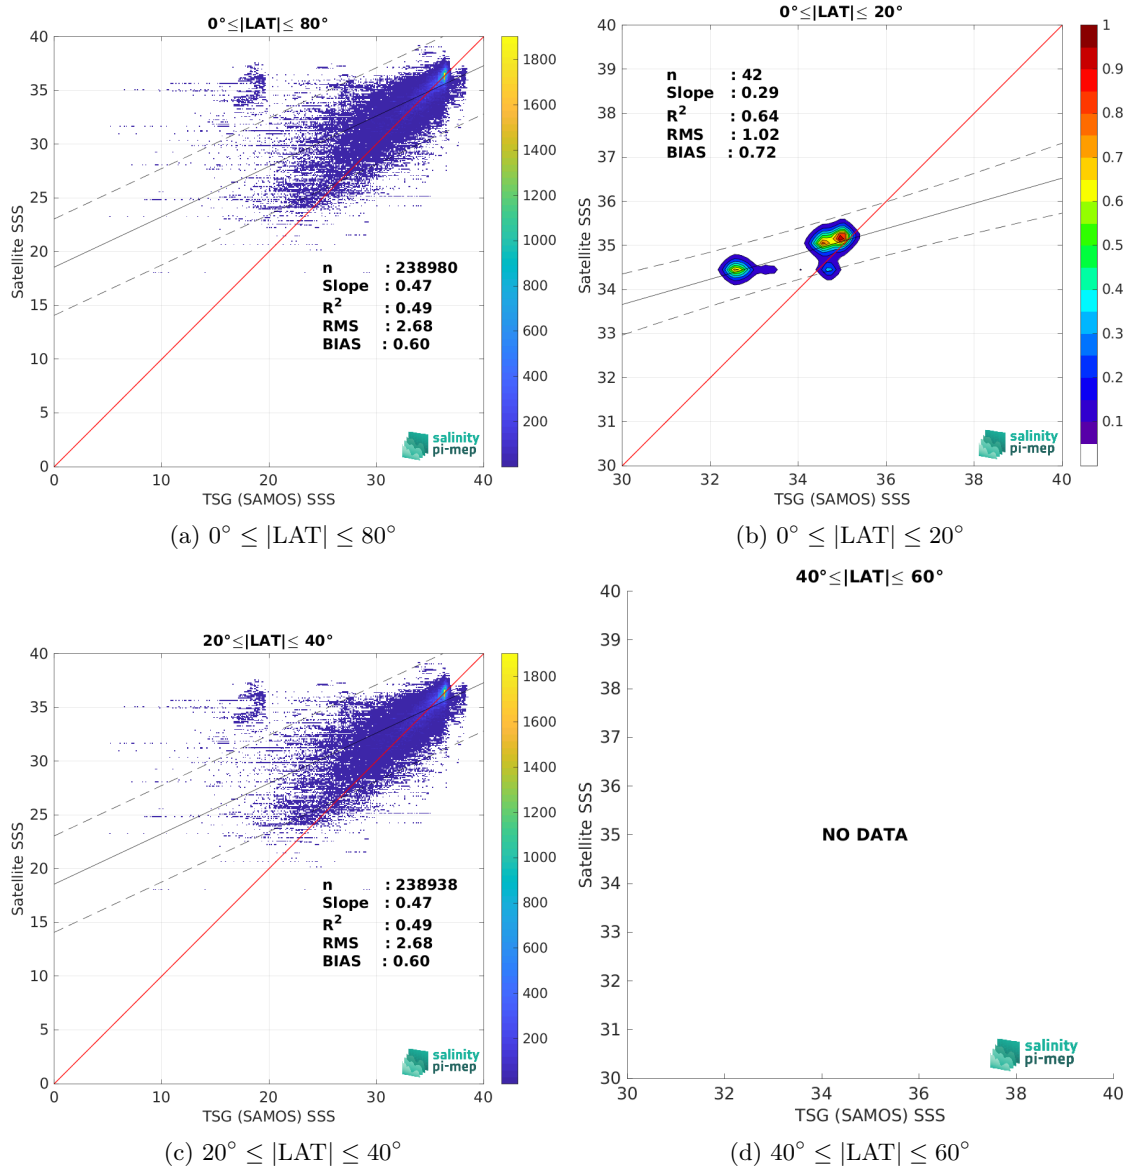 0°≤|LAT|≤ 80°
40
35
30
25
20
15
10
5
0
Satellite SSS
n : 238980
Slope : 0.47
R² : 0.49
RMS : 2.68
BIAS : 0.60
salinity
pi-mep
0 10 20 30 40
TSG (SAMOS) SSS
1800
1600
1400
1200
1000
800
600
400
200
(a) 0° ≤ |LAT| ≤ 80°
0°≤|LAT|≤ 20°
40
39
38
37
36
35
34
33
32
31
30
Satellite SSS
n : 42
Slope : 0.29
R² : 0.64
RMS : 1.02
BIAS : 0.72
salinity
pi-mep
30 32 34 36 38 40
TSG (SAMOS) SSS
1
0.9
0.8
0.7
0.6
0.5
0.4
0.3
0.2
0.1
(b) 0° ≤ |LAT| ≤ 20°
20°≤|LAT|≤ 40°
40
35
30
25
20
15
10
5
0
Satellite SSS
n : 238938
Slope : 0.47
R² : 0.49
RMS : 2.68
BIAS : 0.60
salinity
pi-mep
0 10 20 30 40
TSG (SAMOS) SSS
1800
1600
1400
1200
1000
800
600
400
200
(c) 20° ≤ |LAT| ≤ 40°
40°≤|LAT|≤ 60°
40
39
38
37
36
35
34
33
32
31
30
Satellite SSS
NO DATA
salinity
pi-mep
30 32 34 36 38 40
TSG (SAMOS) SSS
(d) 40° ≤ |LAT| ≤ 60°